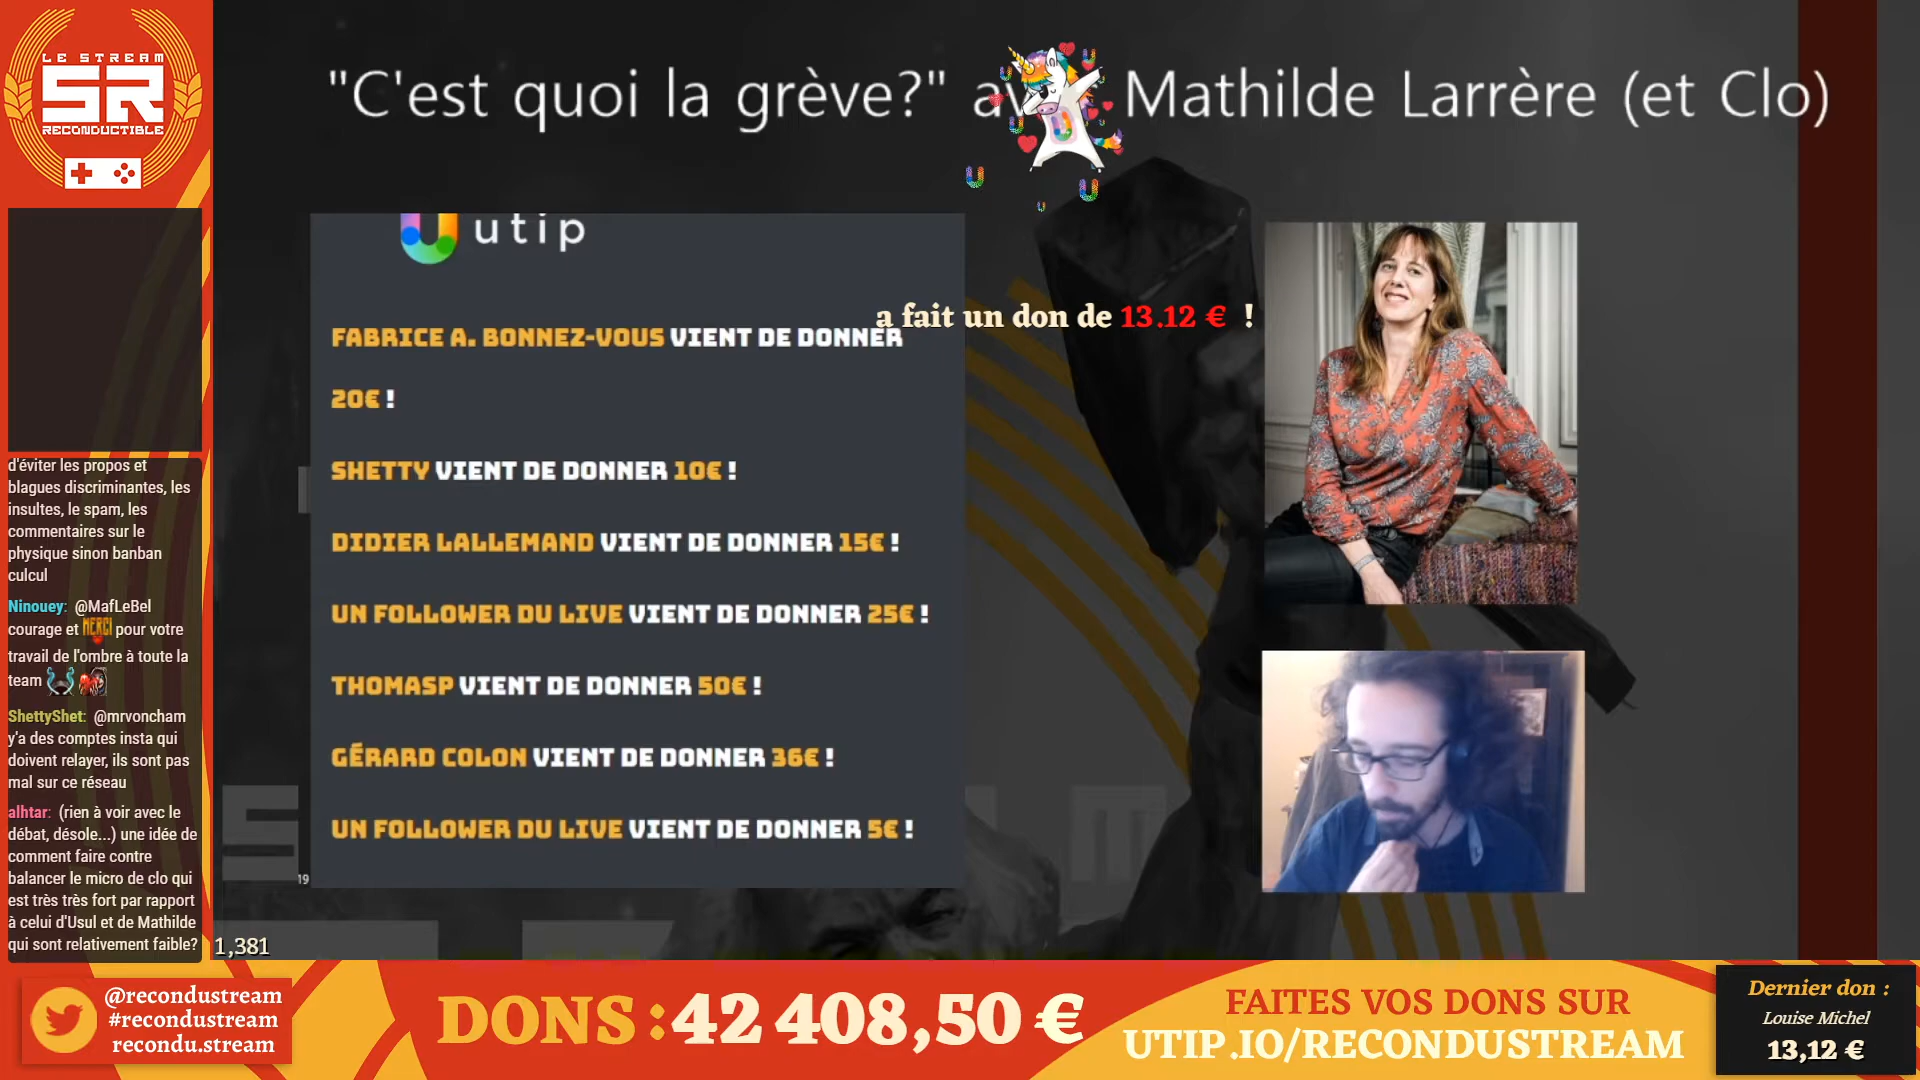 LE STREAM
SR
RECONDUCTIBLE
"C'est quoi la grève?" Mathilde Larrère (et Clo)
utip
a fait un don de 13.12 € !
FABRICE A. BONNEZ-VOUS VIENT DE DONNER
20€ !
SHETTY VIENT DE DONNER 10€ !
DIDIER LALLEMAND VIENT DE DONNER 15€ !
UN FOLLOWER DU LIVE VIENT DE DONNER 25€ !
THOMASP VIENT DE DONNER 50€ !
GÉRARD COLON VIENT DE DONNER 36€ !
UN FOLLOWER DU LIVE VIENT DE DONNER 5€ !
19
d'éviter les propos et
blagues discriminantes, les
insultes, le spam, les
commentaires sur le
physique sinon banban
culcul
Ninouey: @MafLeBel
courage et MERCI pour votre
travail de l'ombre à toute la
team
ShettyShet: @mrvoncham
y'a des comptes insta qui
doivent relayer, ils sont pas
mal sur ce réseau
alhtar: (rien à voir avec le
débat, désole...) une idée de
comment faire contre
balancer le micro de clo qui
est très très fort par rapport
à celui d'Usul et de Mathilde
qui sont relativement faible?
1,381
@recondustream
#recondustream
recondu.stream
DONS : 42 408,50 €
FAITES VOS DONS SUR
UTIP.IO/RECONDUSTREAM
Dernier don :
Louise Michel
13,12 €